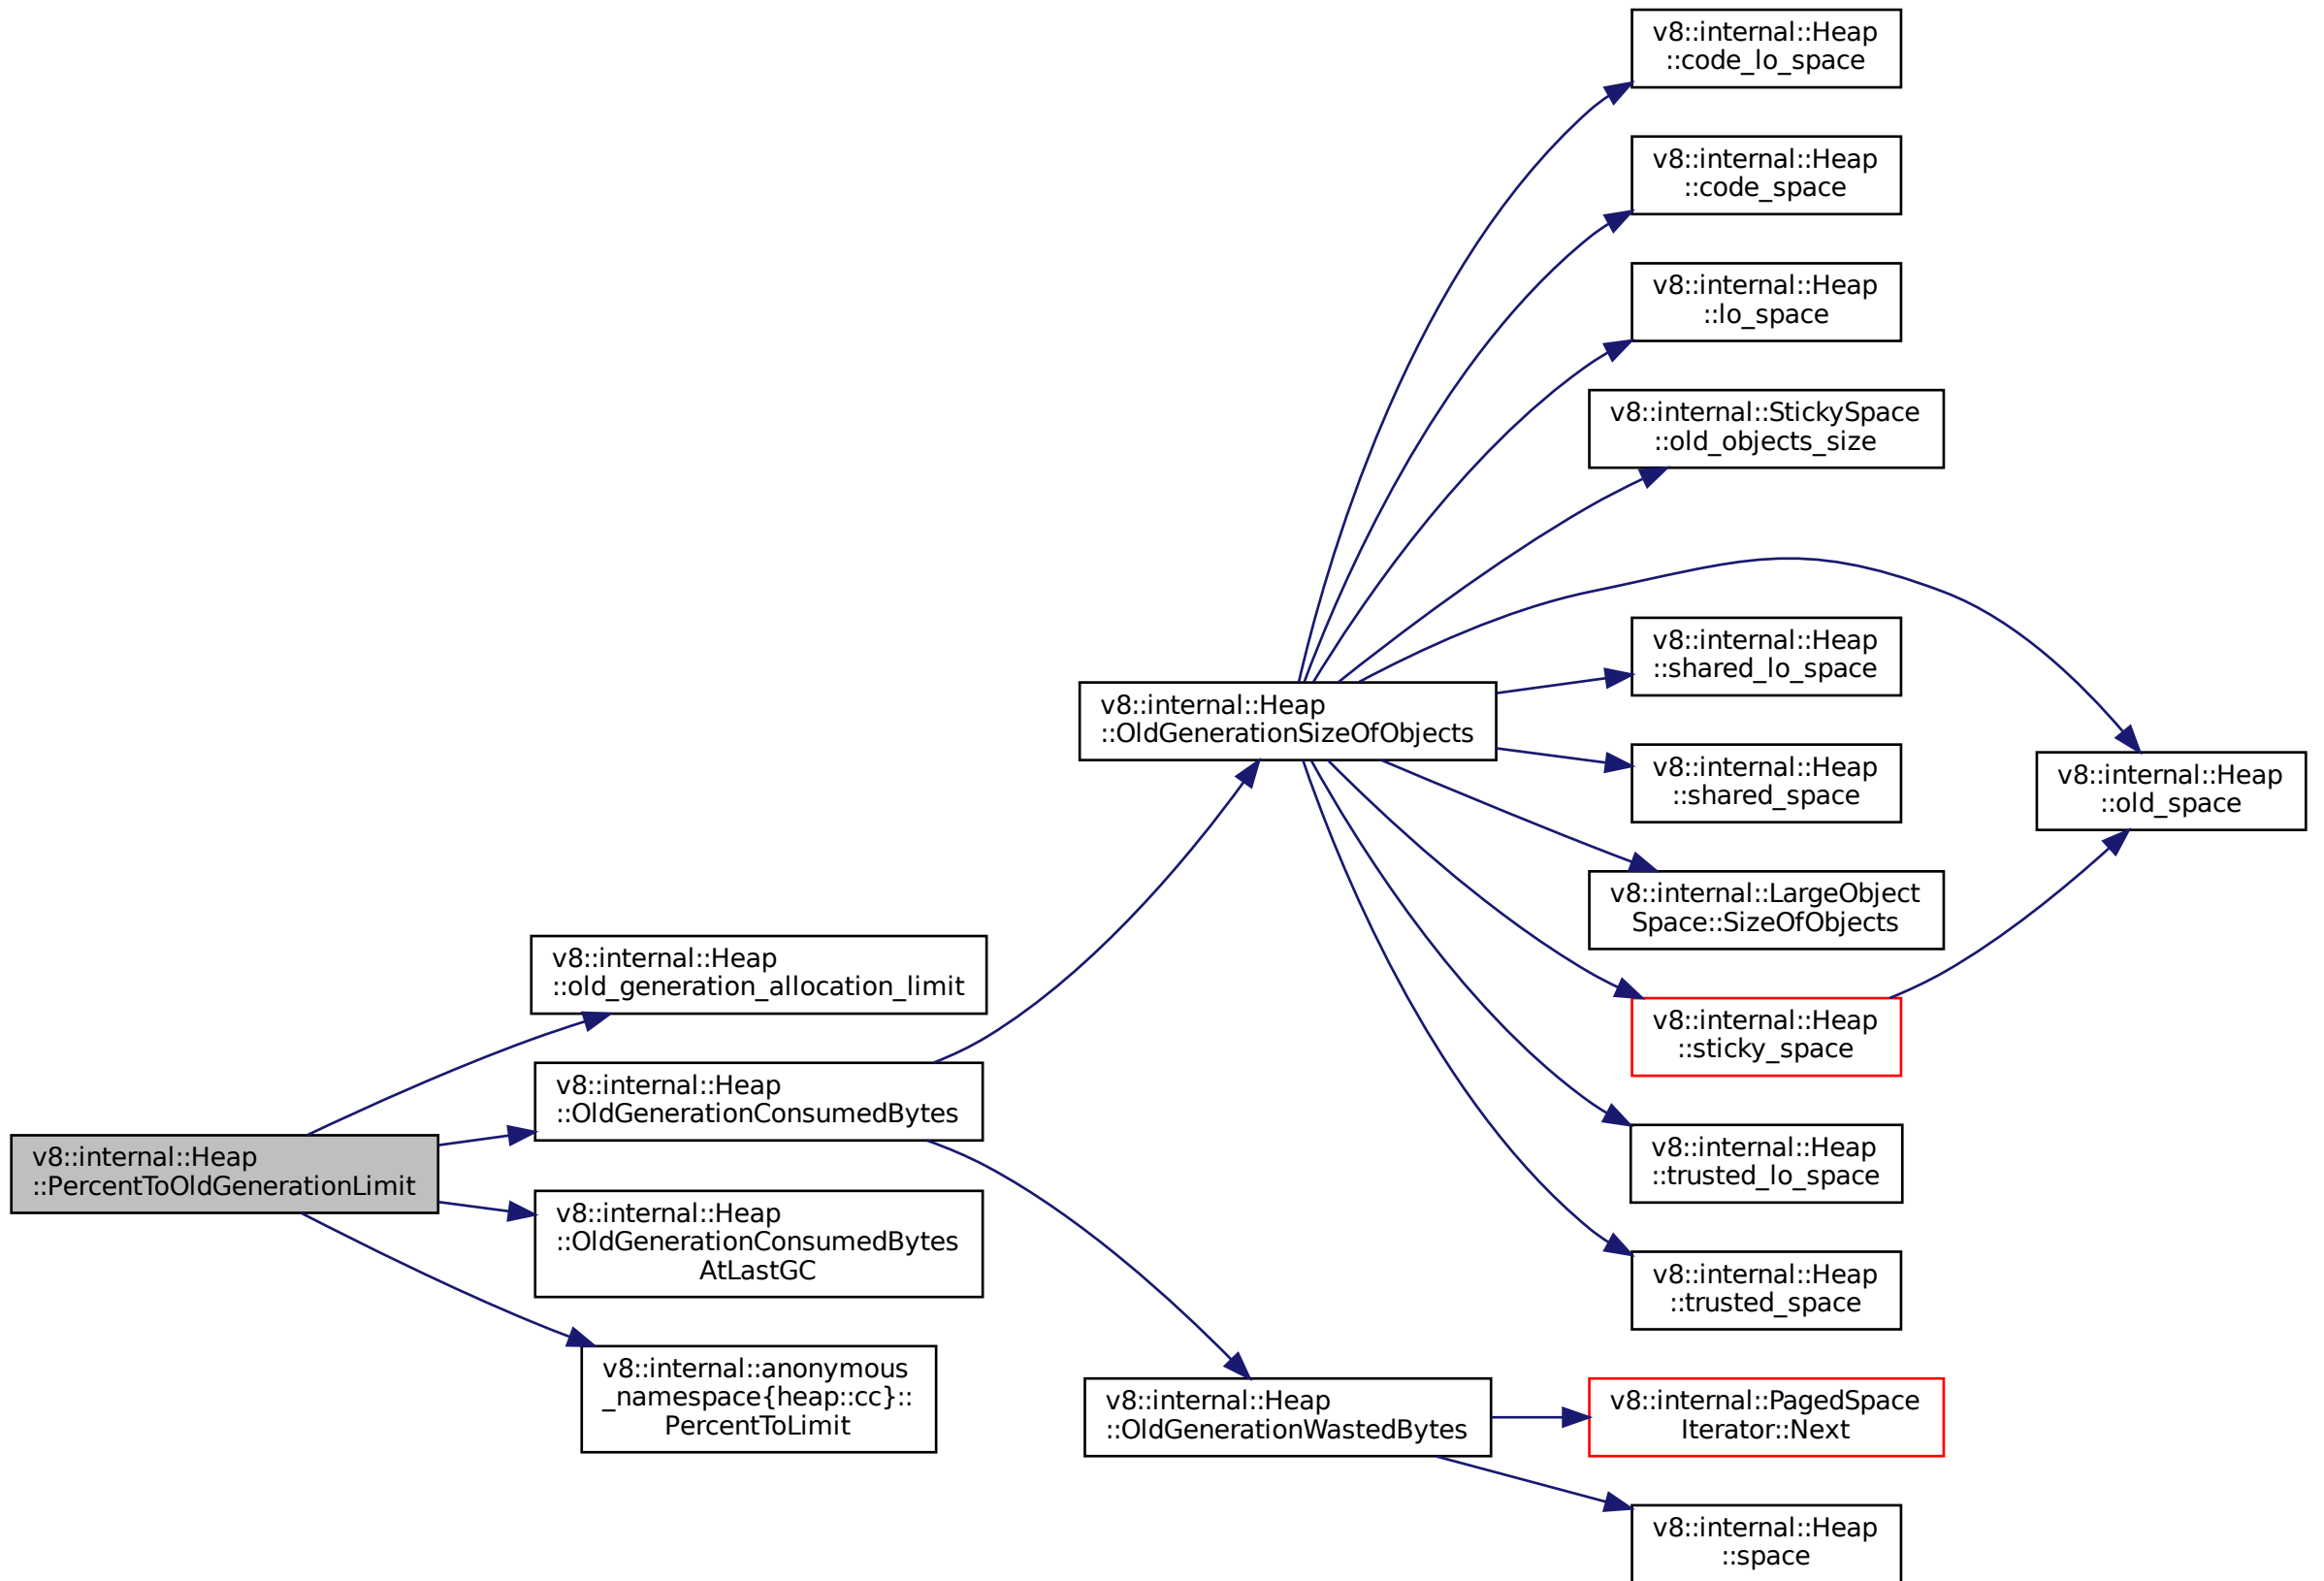 v8::internal::Heap
::code_lo_space
v8::internal::Heap
::code_space
v8::internal::Heap
::lo_space
v8::internal::StickySpace
::old_objects_size
v8::internal::Heap
::shared_lo_space
v8::internal::Heap
::OldGenerationSizeOfObjects
v8::internal::Heap
::shared_space
v8::internal::Heap
::old_space
v8::internal::LargeObject
Space::SizeOfObjects
v8::internal::Heap
::old_generation_allocation_limit
v8::internal::Heap
::sticky_space
v8::internal::Heap
::OldGenerationConsumedBytes
v8::internal::Heap
::PercentToOldGenerationLimit
v8::internal::Heap
::trusted_lo_space
v8::internal::Heap
::OldGenerationConsumedBytes
AtLastGC
v8::internal::Heap
::trusted_space
v8::internal::anonymous
_namespace{heap::cc}::
PercentToLimit
v8::internal::Heap
::OldGenerationWastedBytes
v8::internal::PagedSpace
Iterator::Next
v8::internal::Heap
::space